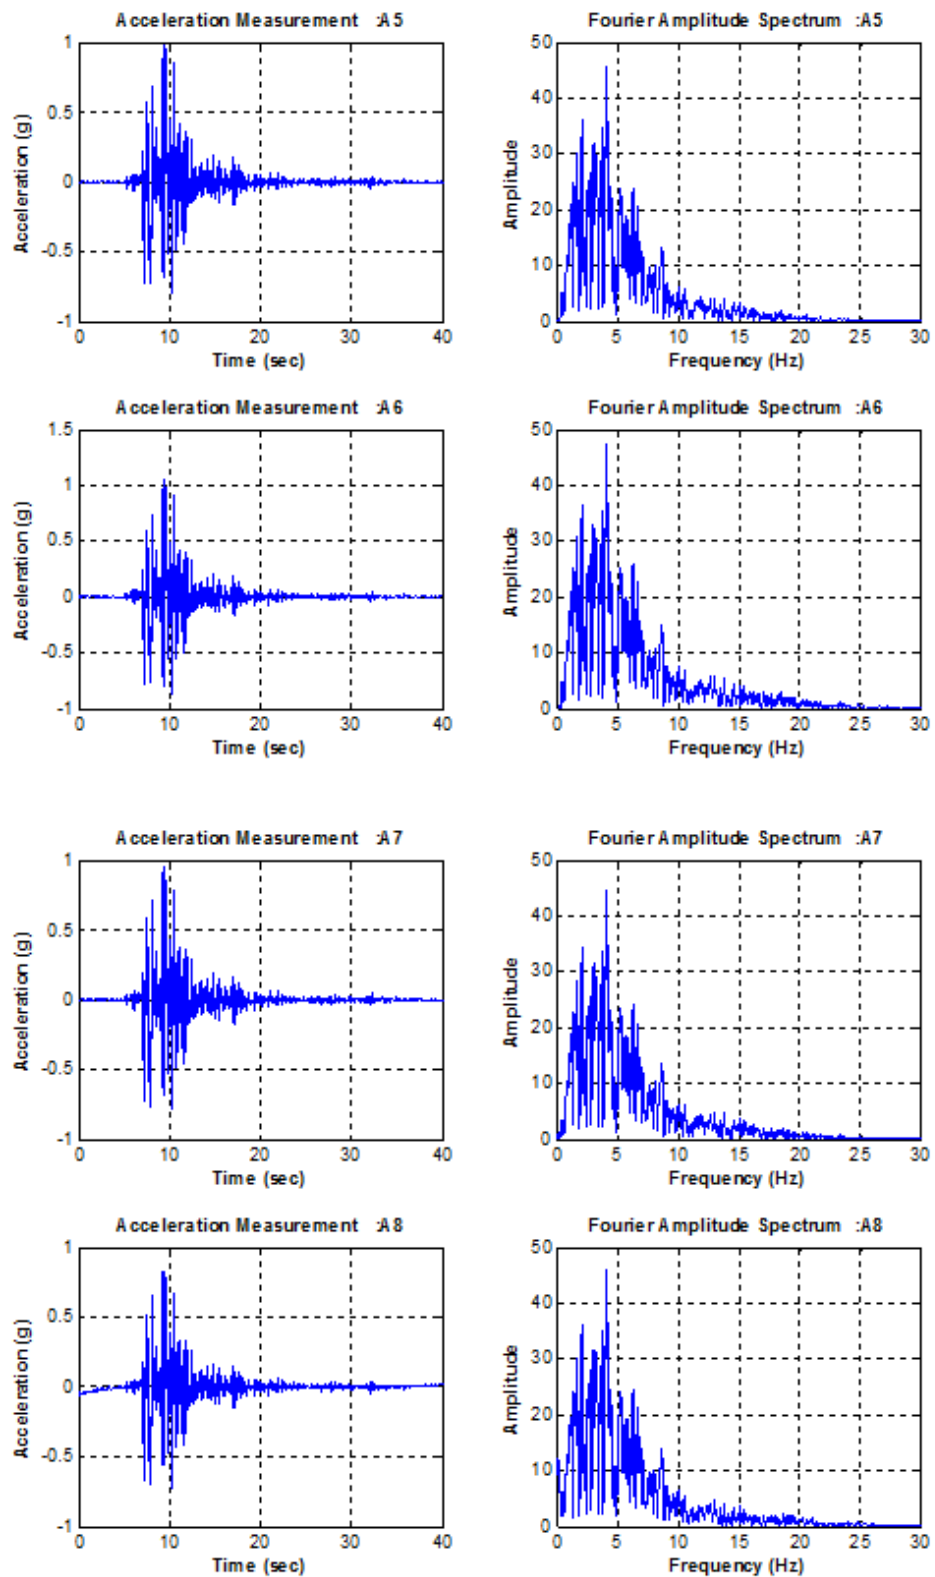 Acceleration Measurement :A5
Fourier Amplitude Spectrum :A5
1
0.5
0
-0.5
-1
Acceleration (g)
0 10 20 30 40
Time (sec)
50
40
30
20
10
0
Amplitude
0 5 10 15 20 25 30
Frequency (Hz)
Acceleration Measurement :A6
Fourier Amplitude Spectrum :A6
1.5
1
0.5
0
-0.5
-1
Acceleration (g)
0 10 20 30 40
Time (sec)
50
40
30
20
10
0
Amplitude
0 5 10 15 20 25 30
Frequency (Hz)
Acceleration Measurement :A7
Fourier Amplitude Spectrum :A7
1
0.5
0
-0.5
-1
Acceleration (g)
0 10 20 30 40
Time (sec)
50
40
30
20
10
0
Amplitude
0 5 10 15 20 25 30
Frequency (Hz)
Acceleration Measurement :A8
Fourier Amplitude Spectrum :A8
1
0.5
0
-0.5
-1
Acceleration (g)
0 10 20 30 40
Time (sec)
50
40
30
20
10
0
Amplitude
0 5 10 15 20 25 30
Frequency (Hz)